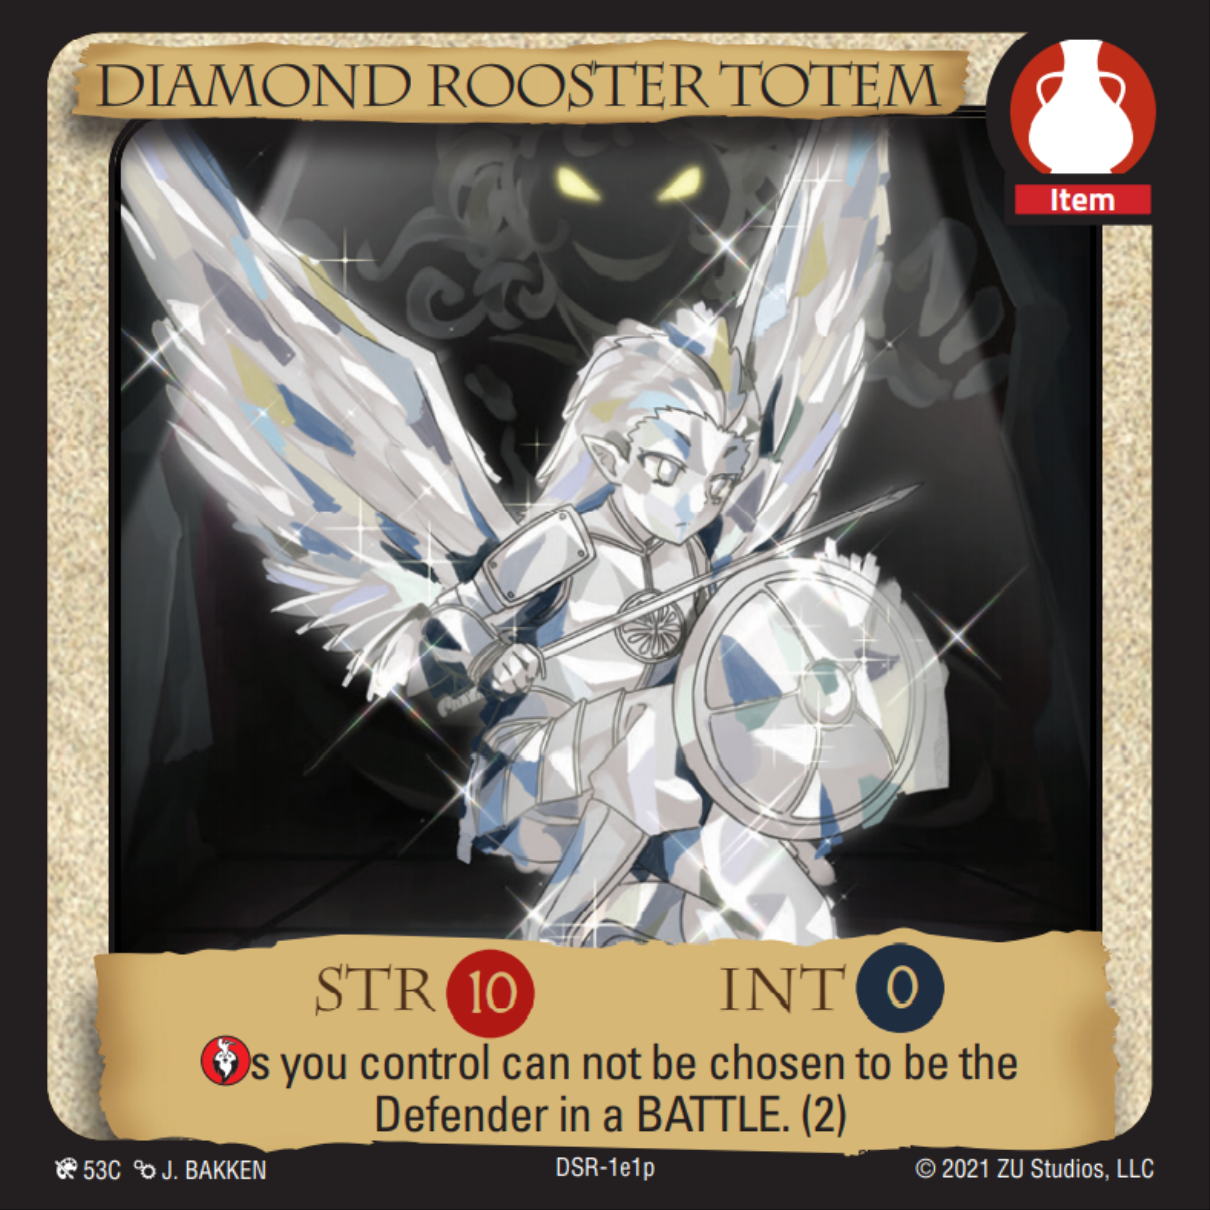 DIAMOND ROOSTER TOTEM
Item
STR 10 INT 0
s you control can not be chosen to be the
Defender in a BATTLE. (2)
53C J. BAKKEN DSR-1e1p © 2021 ZU Studios, LLC